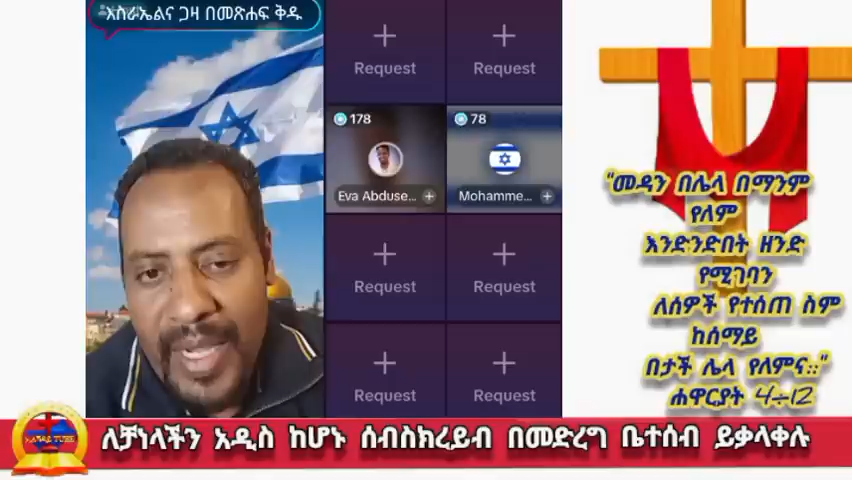 እስራኤልና ጋዛ በመጽሐፍ ቅዱ
Request
Request
178
78
Eva Abduse...
Mohamme...
Request
Request
Request
Request
"መዳን በሌላ በማንም
የለም
እንድንድበት ዘንድ
የሚገባን
ለሰዎች የተሰጠ ስም
ከሰማይ
በታች ሌላ የለምና።"
ሐዋርያት 4÷12
ለቻነላችን አዲስ ከሆኑ ሰብስክረይብ በመድረግ ቤተሰብ ይቃላቀሉ